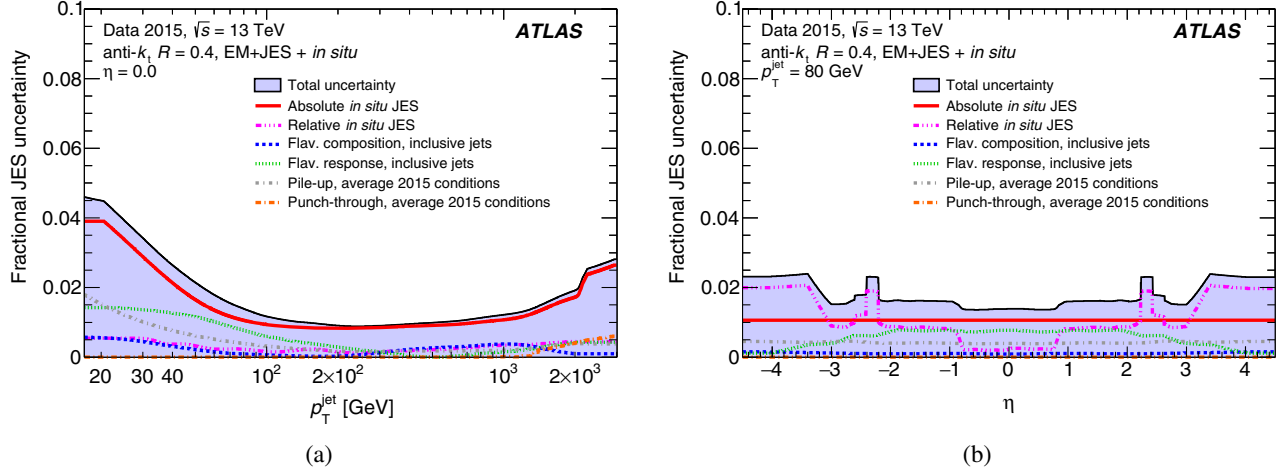 Fractional JES uncertainty
0.1
0.08
0.06
0.04
0.02
0
Data 2015, √s = 13 TeV
ATLAS
anti-kt R = 0.4, EM+JES + in situ
η = 0.0
Total uncertainty
Absolute in situ JES
Relative in situ JES
Flav. composition, inclusive jets
Flav. response, inclusive jets
Pile-up, average 2015 conditions
Punch-through, average 2015 conditions
20 30 40 10² 2×10² 10³ 2×10³
pTjet [GeV]
(a)
Fractional JES uncertainty
0.1
0.08
0.06
0.04
0.02
0
Data 2015, √s = 13 TeV
ATLAS
anti-kt R = 0.4, EM+JES + in situ
pTjet = 80 GeV
Total uncertainty
Absolute in situ JES
Relative in situ JES
Flav. composition, inclusive jets
Flav. response, inclusive jets
Pile-up, average 2015 conditions
Punch-through, average 2015 conditions
−4 −3 −2 −1 0 1 2 3 4
η
(b)